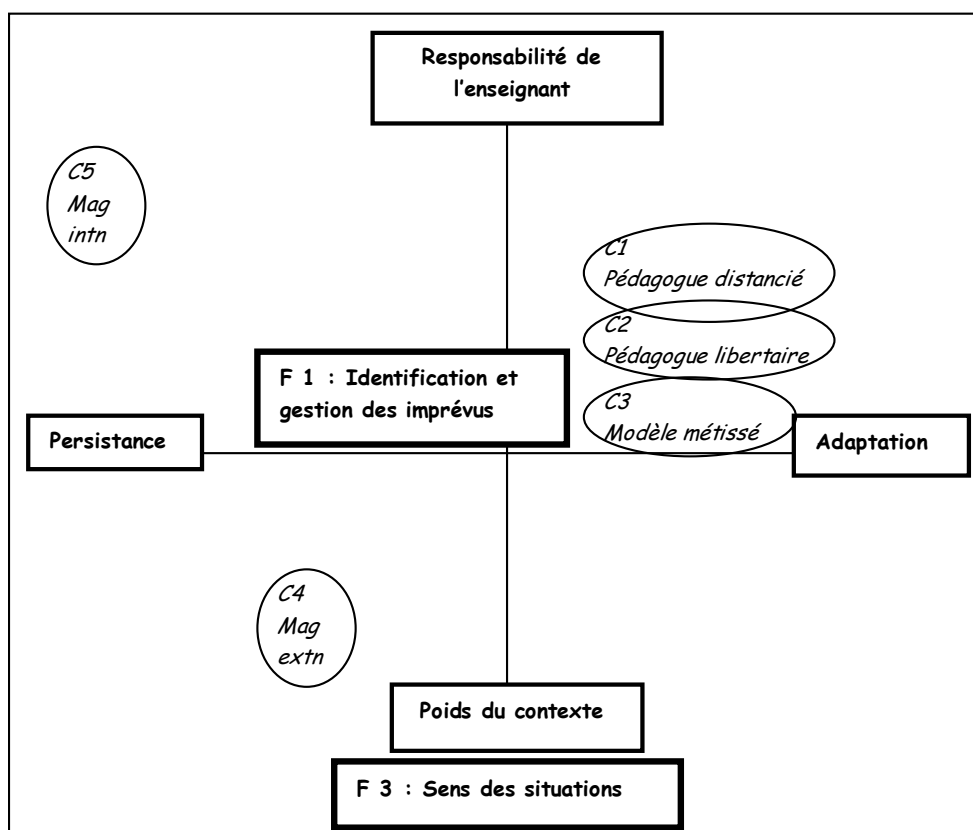 Responsabilité de
l'enseignant
C5
Mag
intn
C1
Pédagogue distancié
C2
Pédagogue libertaire
F 1 : Identification et
gestion des imprévus
C3
Modèle métissé
Persistance
Adaptation
C4
Mag
extn
Poids du contexte
F 3 : Sens des situations